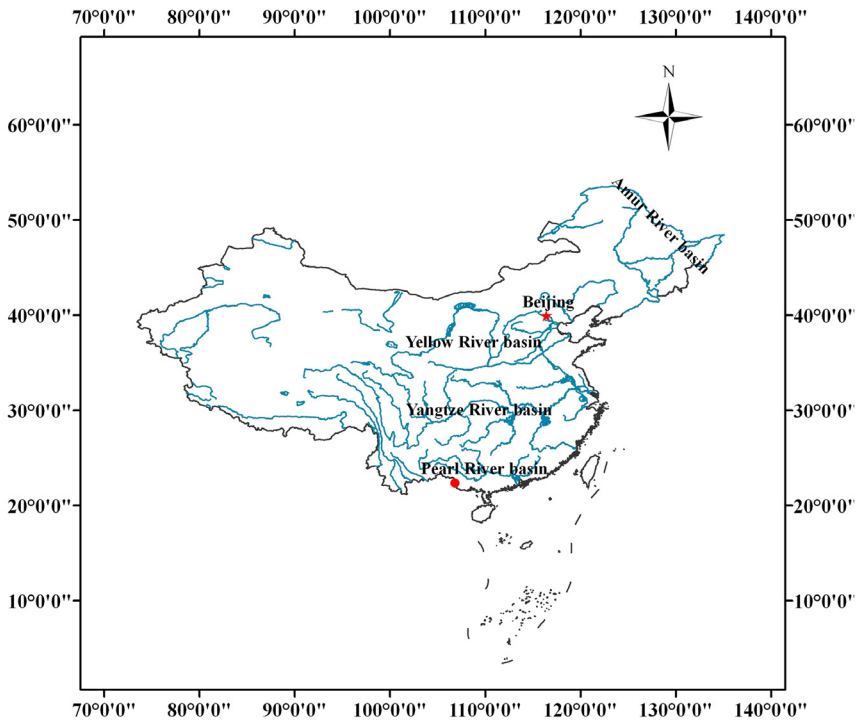 70°0'0" 80°0'0" 90°0'0" 100°0'0" 110°0'0" 120°0'0" 130°0'0" 140°0'0"
N
60°0'0" 60°0'0"
Amur River basin
50°0'0" 50°0'0"
Beijing
40°0'0" 40°0'0"
Yellow River basin
30°0'0" Yangtze River basin 30°0'0"
Pearl River basin
20°0'0" 20°0'0"
10°0'0" 10°0'0"
70°0'0" 80°0'0" 90°0'0" 100°0'0" 110°0'0" 120°0'0" 130°0'0" 140°0'0"